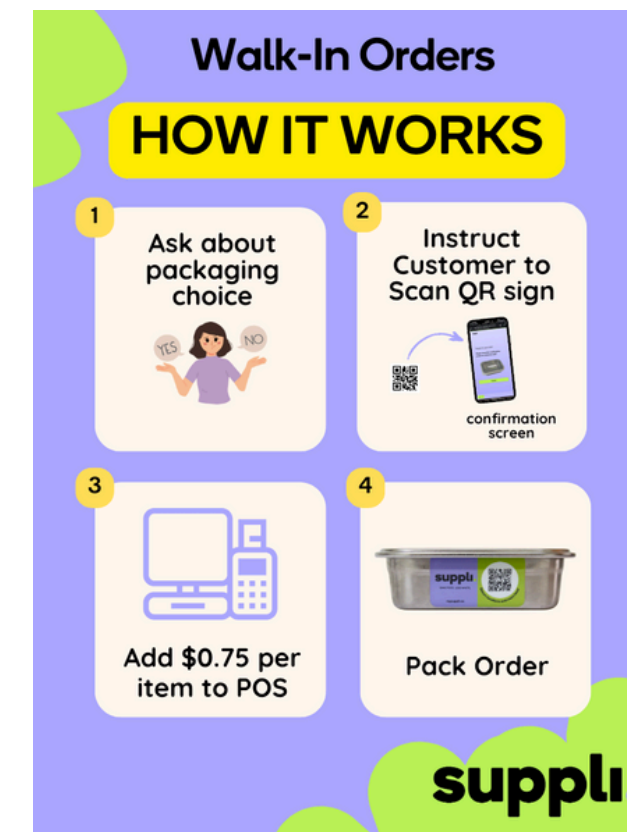 Walk-In Orders
HOW IT WORKS
1
Ask about
packaging
choice
YES
NO
2
Instruct
Customer to
Scan QR sign
confirmation
screen
3
Add $0.75 per
item to POS
4
suppli
Pack Order
suppli